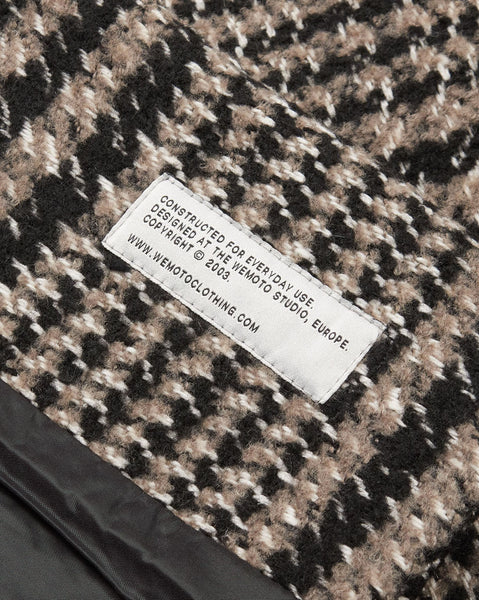 CONSTRUCTED FOR EVERYDAY USE.
DESIGNED AT THE WEMOTO STUDIO, EUROPE.
COPYRIGHT © 2003.
WWW.WEMOTOCLOTHING.COM